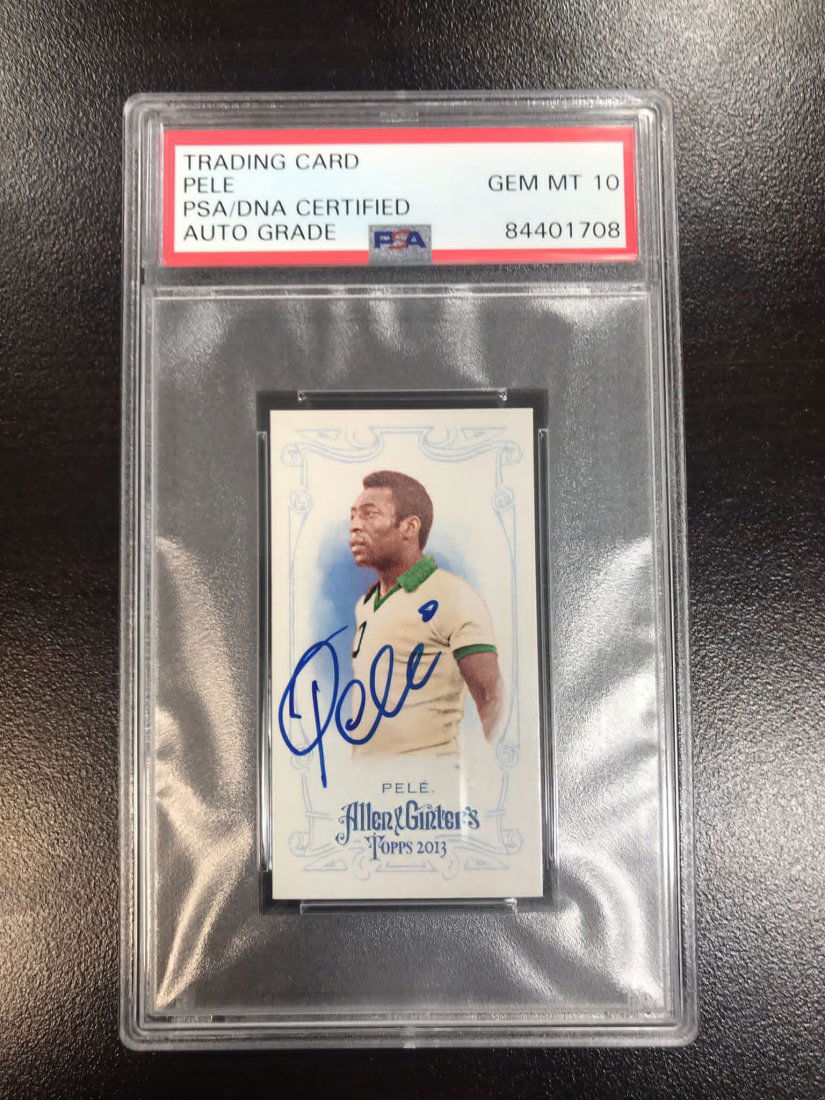 TRADING CARD
PELE GEM MT 10
PSA/DNA CERTIFIED
AUTO GRADE PSA 84401708
Pele
PELÉ.
Allen & Ginter's
TOPPS 2013